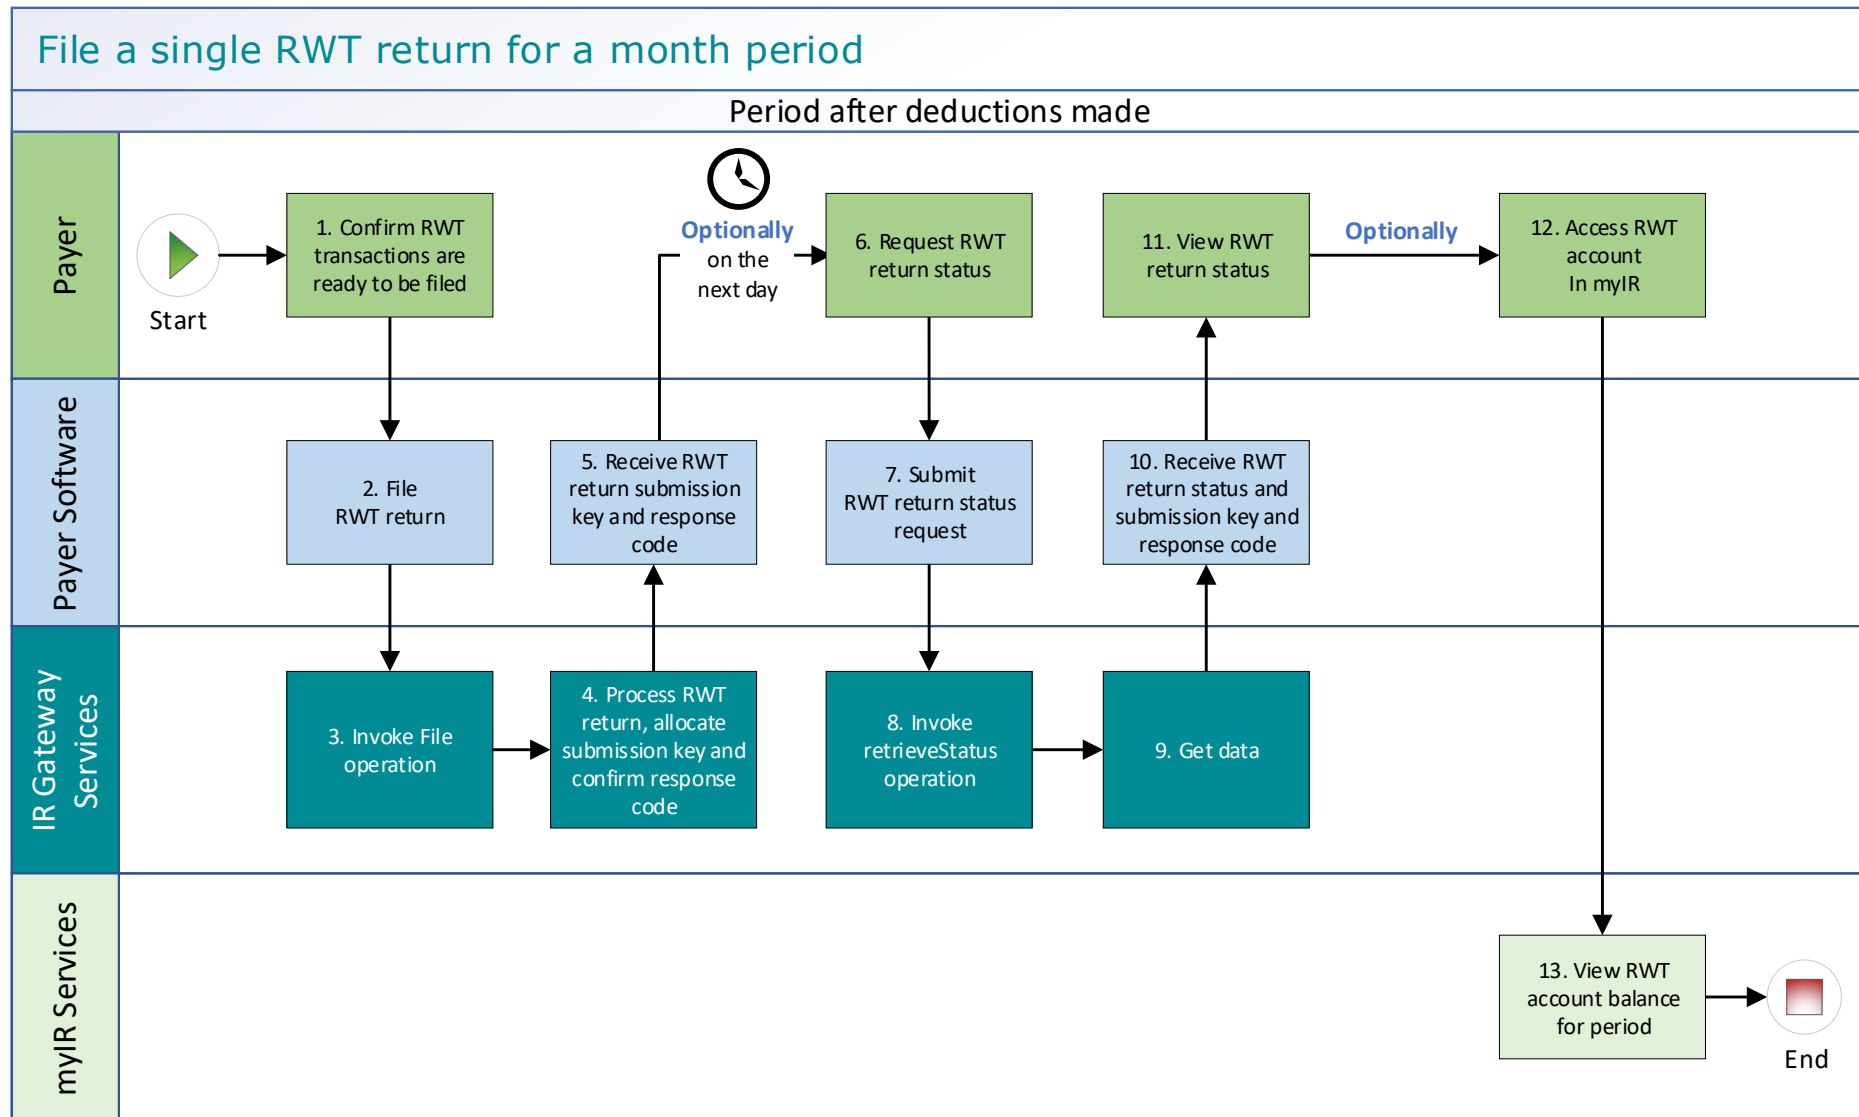 File a single RWT return for a month period
Period after deductions made
Payer
Start
1. Confirm RWT
transactions are
ready to be filed
Optionally
on the
next day
6. Request RWT
return status
11. View RWT
return status
Optionally
12. Access RWT
account
In myIR
Payer Software
2. File
RWT return
5. Receive RWT
return submission
key and response
code
7. Submit
RWT return status
request
10. Receive RWT
return status and
submission key and
response code
IR Gateway
Services
3. Invoke File
operation
4. Process RWT
return, allocate
submission key and
confirm response
code
8. Invoke
retrieveStatus
operation
9. Get data
myIR Services
13. View RWT
account balance
for period
End